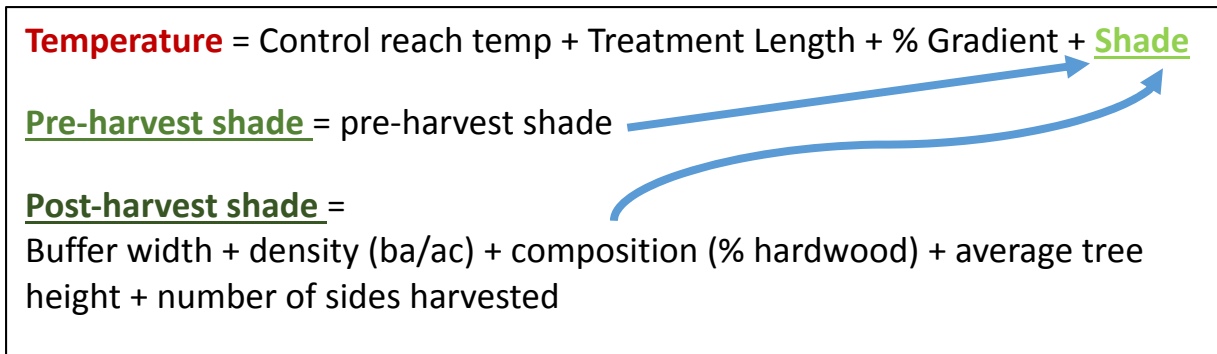 Temperature = Control reach temp + Treatment Length + % Gradient + Shade
Pre-harvest shade = pre-harvest shade
Post-harvest shade =
Buffer width + density (ba/ac) + composition (% hardwood) + average tree
height + number of sides harvested